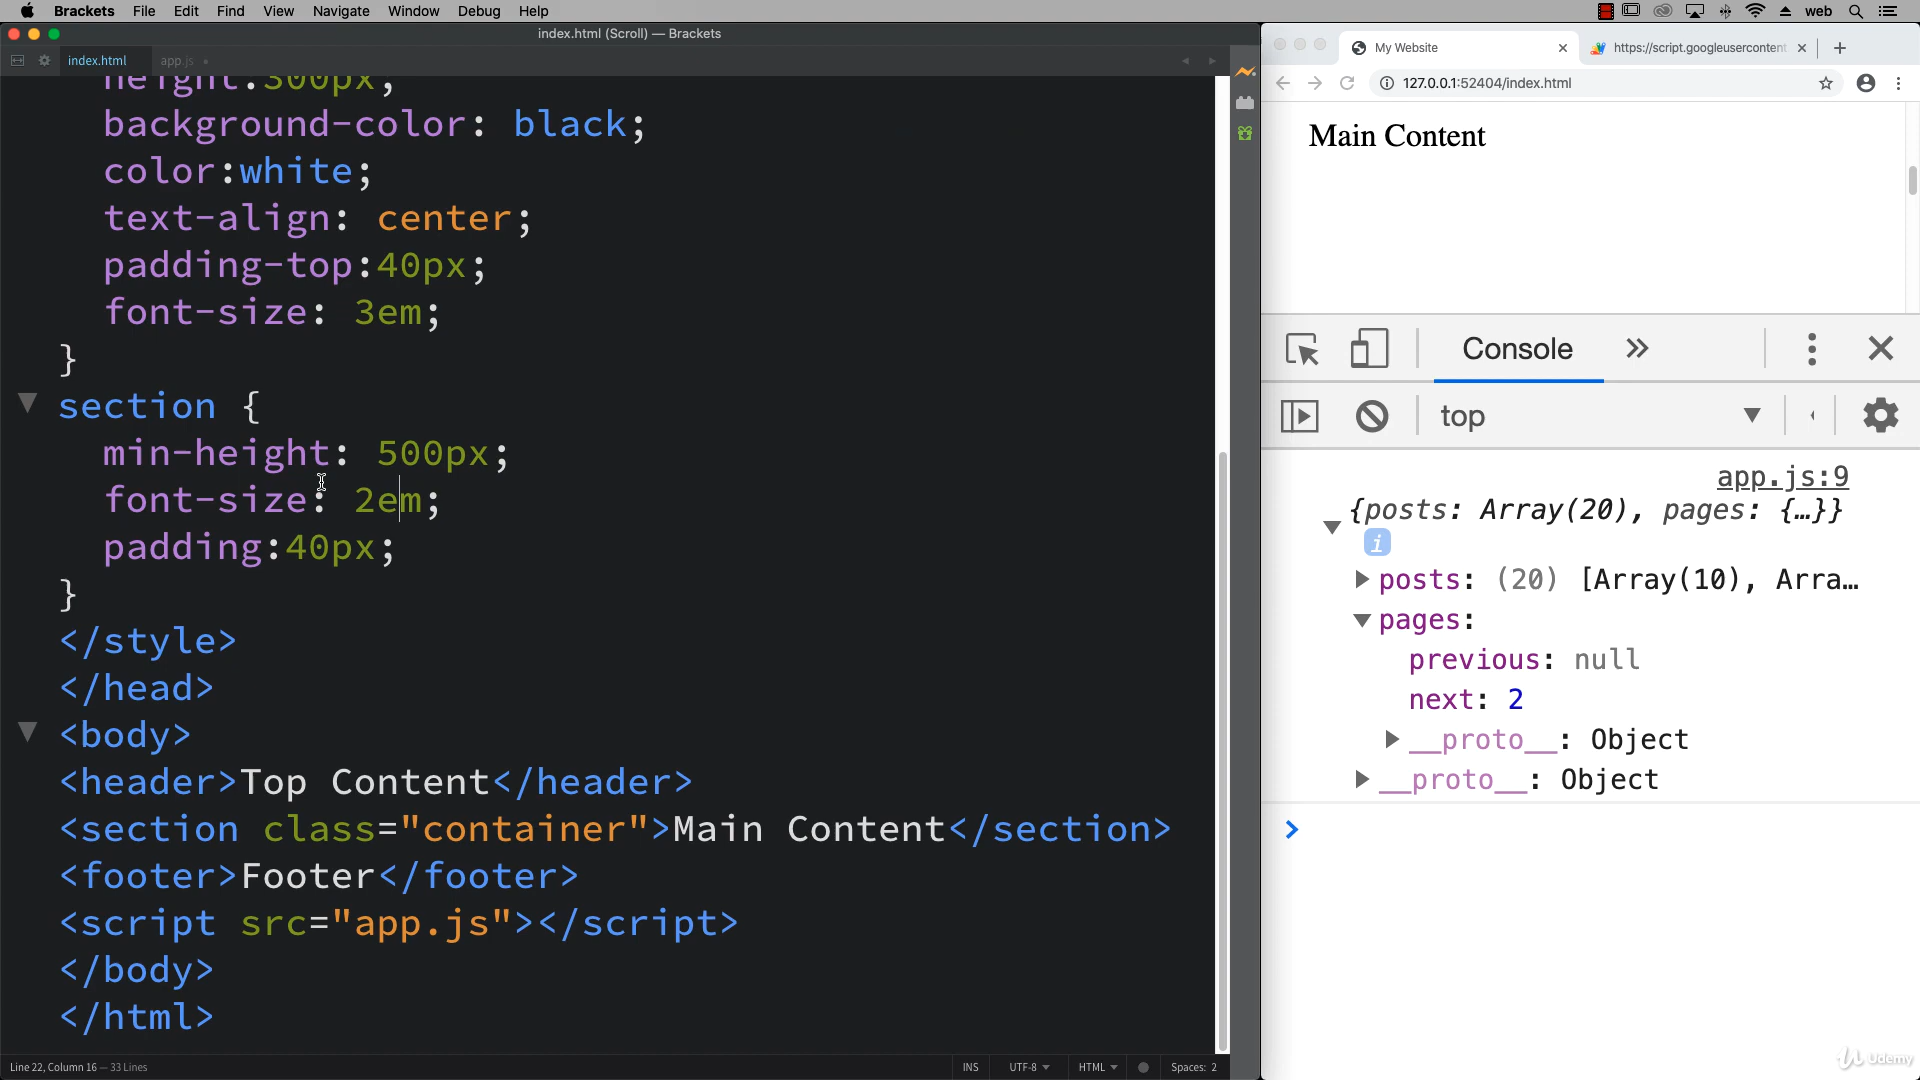 Brackets File Edit Find View Navigate Window Debug Help
web
index.html (Scroll) — Brackets
index.html
app.js
height:300px;
background-color: black;
color:white;
text-align: center;
padding-top:40px;
font-size: 3em;
}
section {
min-height: 500px;
font-size: 2em;
padding:40px;
}
</style>
</head>
<body>
<header>Top Content</header>
<section class="container">Main Content</section>
<footer>Footer</footer>
<script src="app.js"></script>
</body>
</html>
Line 22, Column 16 — 33 Lines
INS UTF-8 HTML Spaces: 2
My Website
https://script.googleusercontent
127.0.0.1:52404/index.html
Main Content
Console
top
app.js:9
{posts: Array(20), pages: {…}}
i
posts: (20) [Array(10), Arra…
pages:
previous: null
next: 2
__proto__: Object
__proto__: Object
Udemy